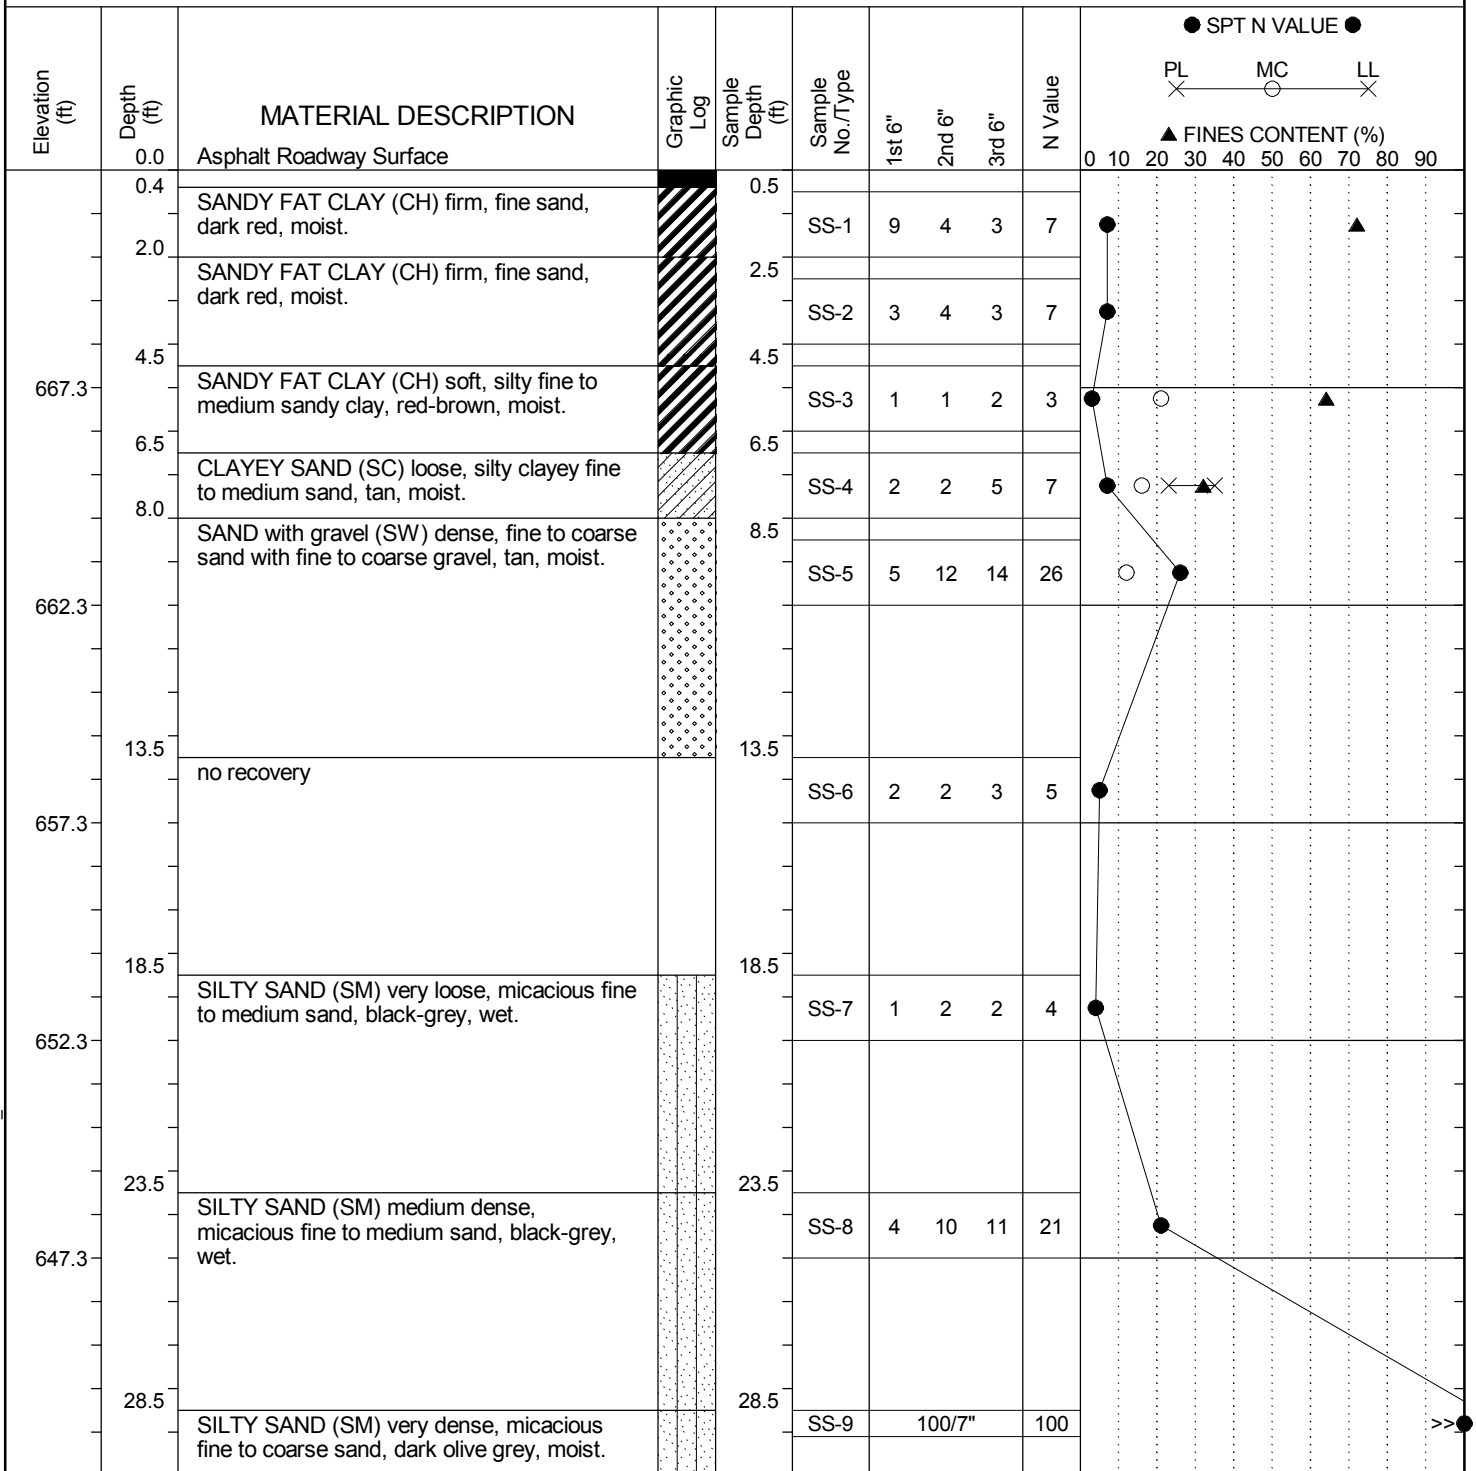 SPT N VALUE
PL MC LL
FINES CONTENT (%)
0 10 20 30 40 50 60 70 80 90
Elevation (ft)
Depth (ft)
MATERIAL DESCRIPTION
Graphic Log
Sample Depth (ft)
Sample No./Type
1st 6"
2nd 6"
3rd 6"
N Value
0.0 Asphalt Roadway Surface
0.4 0.5
SANDY FAT CLAY (CH) firm, fine sand,
dark red, moist.
SS-1 9 4 3 7
2.0
SANDY FAT CLAY (CH) firm, fine sand,
dark red, moist.
2.5
SS-2 3 4 3 7
4.5 4.5
667.3
SANDY FAT CLAY (CH) soft, silty fine to
medium sandy clay, red-brown, moist.
SS-3 1 1 2 3
6.5 6.5
CLAYEY SAND (SC) loose, silty clayey fine
to medium sand, tan, moist.
SS-4 2 2 5 7
8.0
SAND with gravel (SW) dense, fine to coarse
sand with fine to coarse gravel, tan, moist.
8.5
SS-5 5 12 14 26
662.3
13.5 13.5
no recovery
SS-6 2 2 3 5
657.3
18.5 18.5
SILTY SAND (SM) very loose, micacious fine
to medium sand, black-grey, wet.
SS-7 1 2 2 4
652.3
23.5 23.5
SILTY SAND (SM) medium dense,
micacious fine to medium sand, black-grey,
wet.
SS-8 4 10 11 21
647.3
28.5 28.5
SILTY SAND (SM) very dense, micacious
fine to coarse sand, dark olive grey, moist.
SS-9 100/7" 100 >>